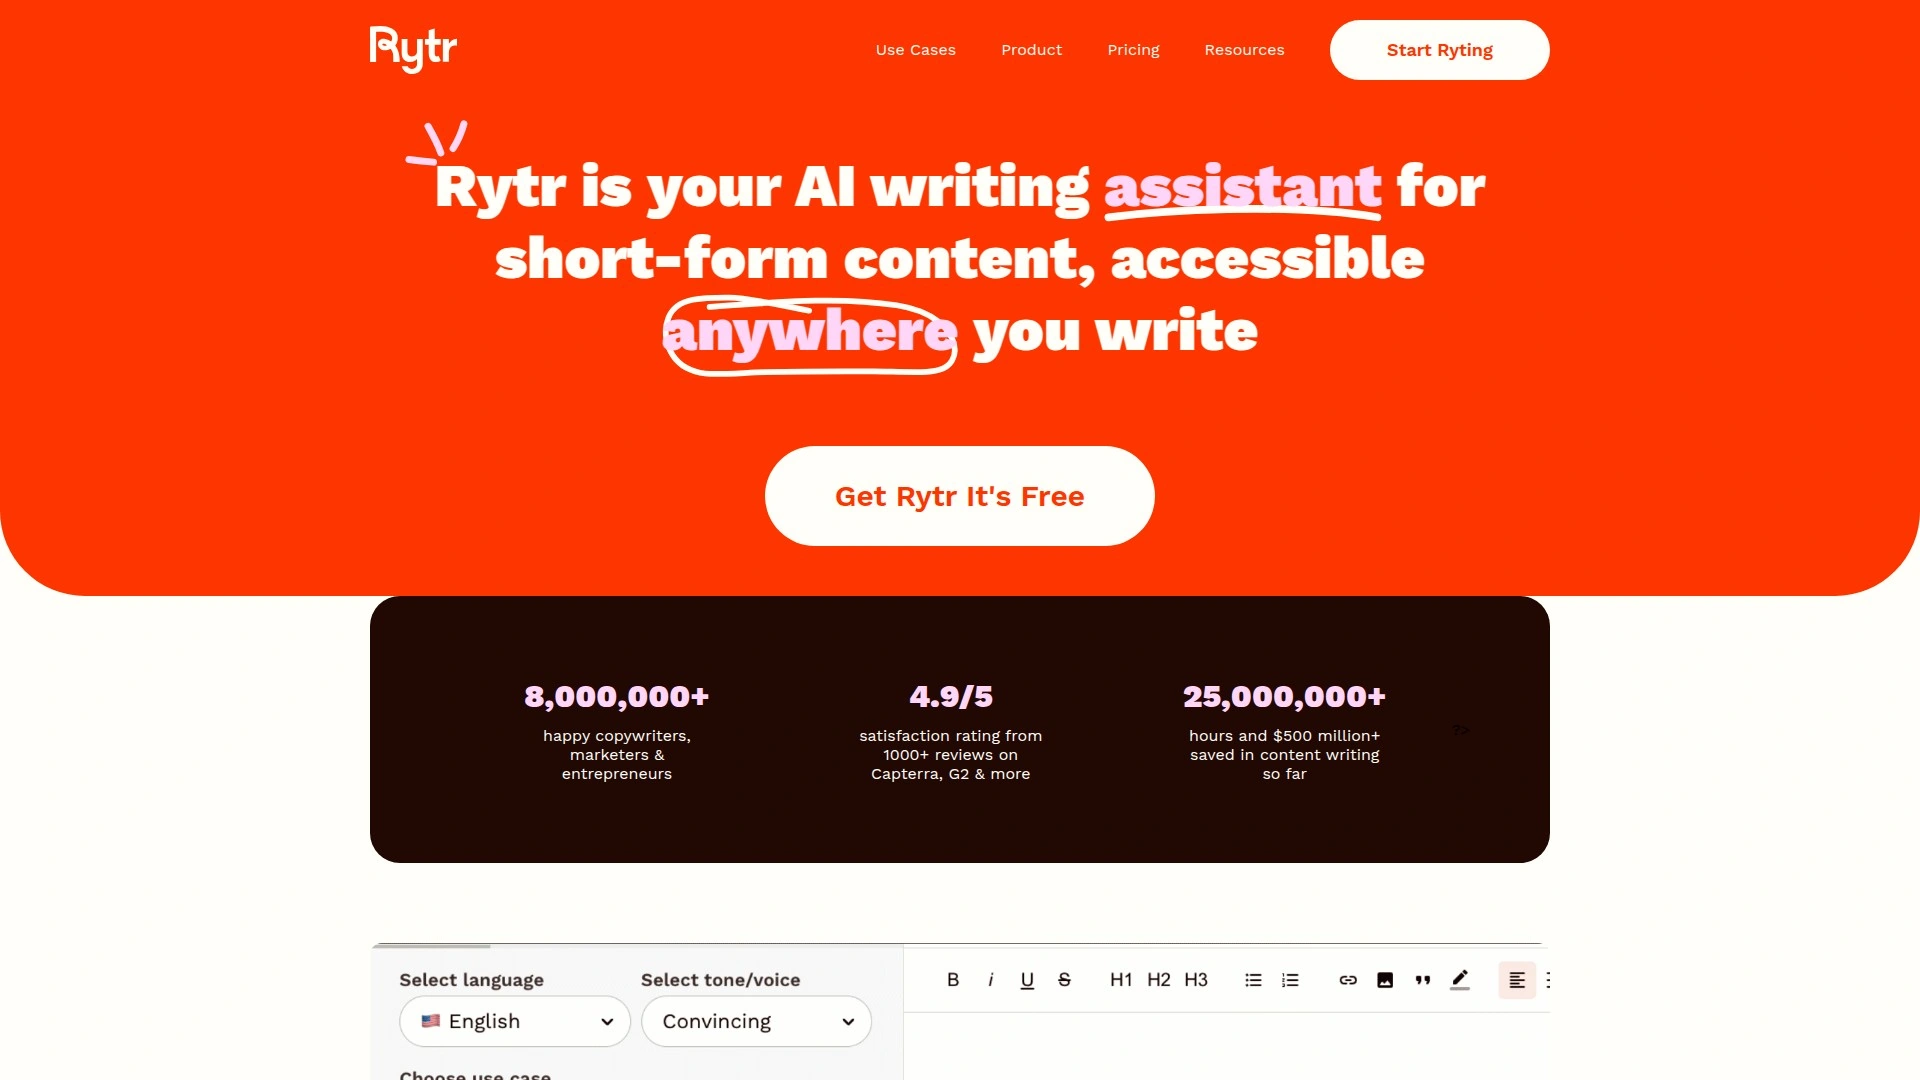 Rytr
Use Cases
Product
Pricing
Resources
Start Ryting
Rytr is your AI writing assistant for
short-form content, accessible
anywhere you write
Get Rytr It's Free
8,000,000+
happy copywriters,
marketers &
entrepreneurs
4.9/5
satisfaction rating from
1000+ reviews on
Capterra, G2 & more
25,000,000+
hours and $500 million+
saved in content writing
so far
?>
Select language
Select tone/voice
English
Convincing
B i U S H1 H2 H3
Choose use case